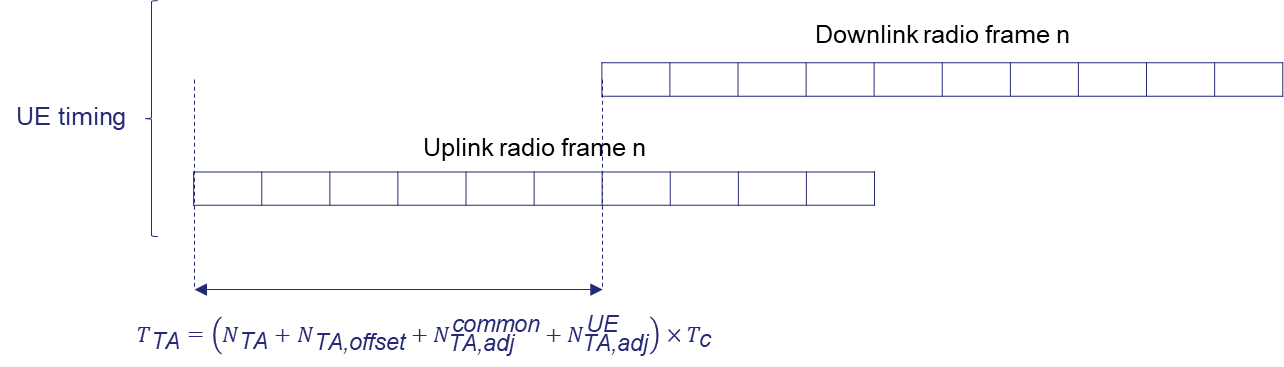 Downlink radio frame n
UE timing
Uplink radio frame n
T_TA = (N_TA + N_TA,offset + N_TA,adj^common + N_TA,adj^UE) × T_c